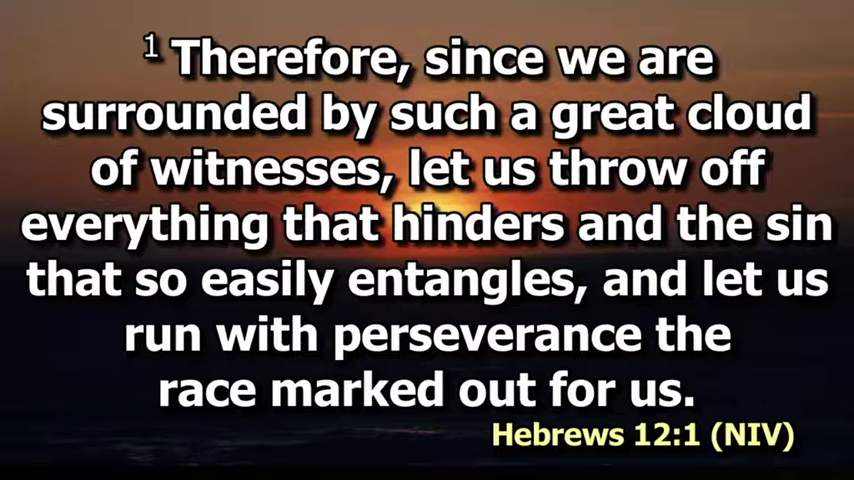 1 Therefore, since we are
surrounded by such a great cloud
of witnesses, let us throw off
everything that hinders and the sin
that so easily entangles, and let us
run with perseverance the
race marked out for us.
Hebrews 12:1 (NIV)